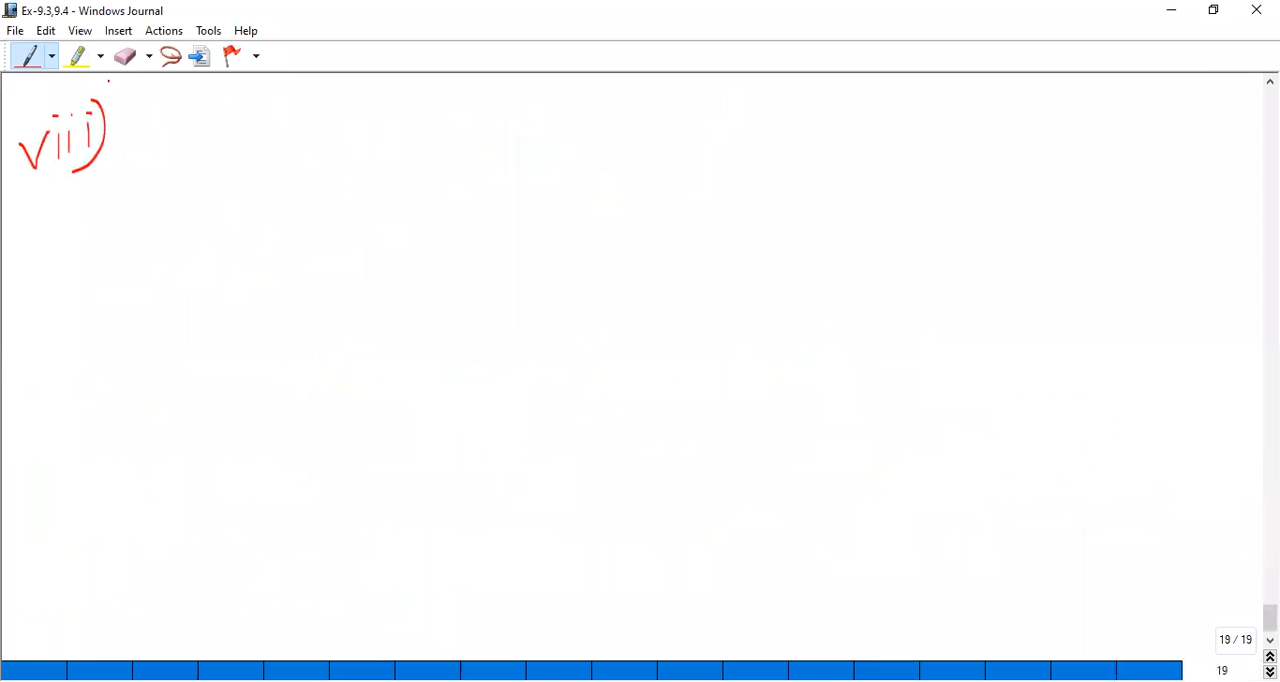 Ex-9.3,9.4 - Windows Journal
File Edit View Insert Actions Tools Help
viii)
19 / 19
19